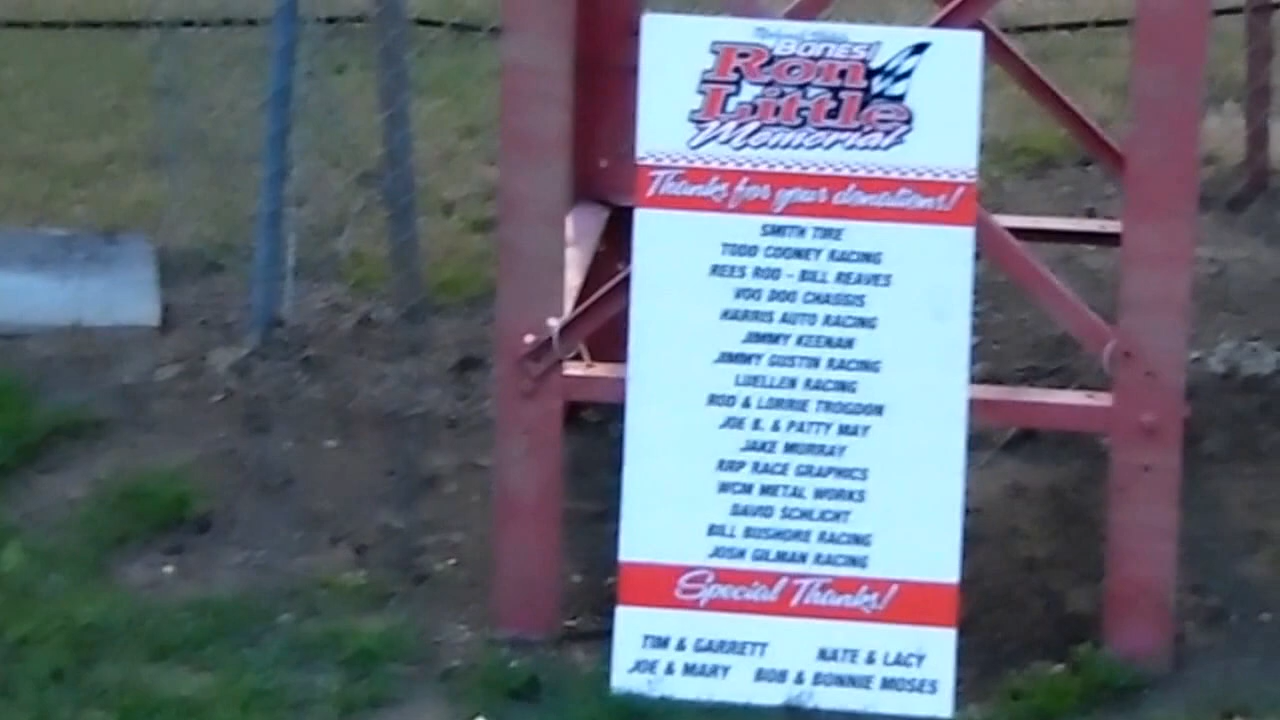 BONES!
Ron
Little
Memorial
Thanks for your donations!
SMITH TIRE
TODD COONEY RACING
REES ROD - BILL REAVES
VOO DOO CHASSIS
HARRIS AUTO RACING
JIMMY KEENAN
JIMMY GUSTIN RACING
LUELLEN RACING
ROD & LORRIE TROGDON
JOE B. & PATTY MAY
JAKE MURRAY
RRP RACE GRAPHICS
WCM METAL WORKS
DAVID SCHLICHT
BILL BUSHORE RACING
JOSH GILMAN RACING
Special Thanks!
TIM & GARRETT NATE & LACY
JOE & MARY BOB & BONNIE MOSES